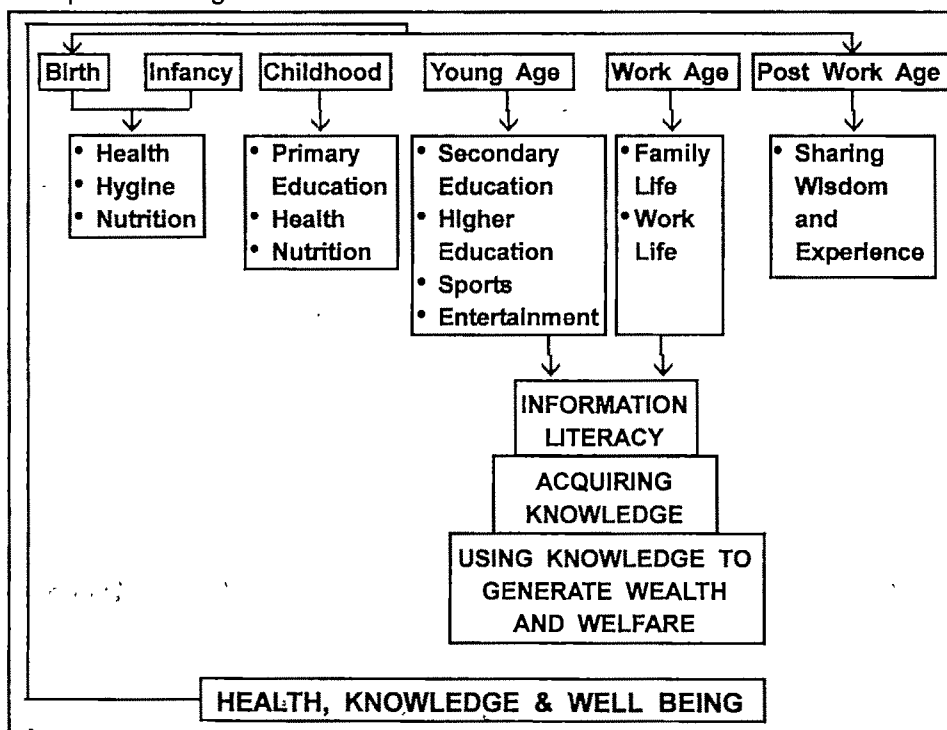 Birth
Infancy
Childhood
Young Age
Work Age
Post Work Age
• Health
• Hygine
• Nutrition
• Primary
Education
• Health
• Nutrition
• Secondary
Education
• Higher
Education
• Sports
• Entertainment
• Family
Life
• Work
Life
• Sharing
Wisdom
and
Experience
INFORMATION
LITERACY
ACQUIRING
KNOWLEDGE
USING KNOWLEDGE TO
GENERATE WEALTH
AND WELFARE
HEALTH, KNOWLEDGE & WELL BEING